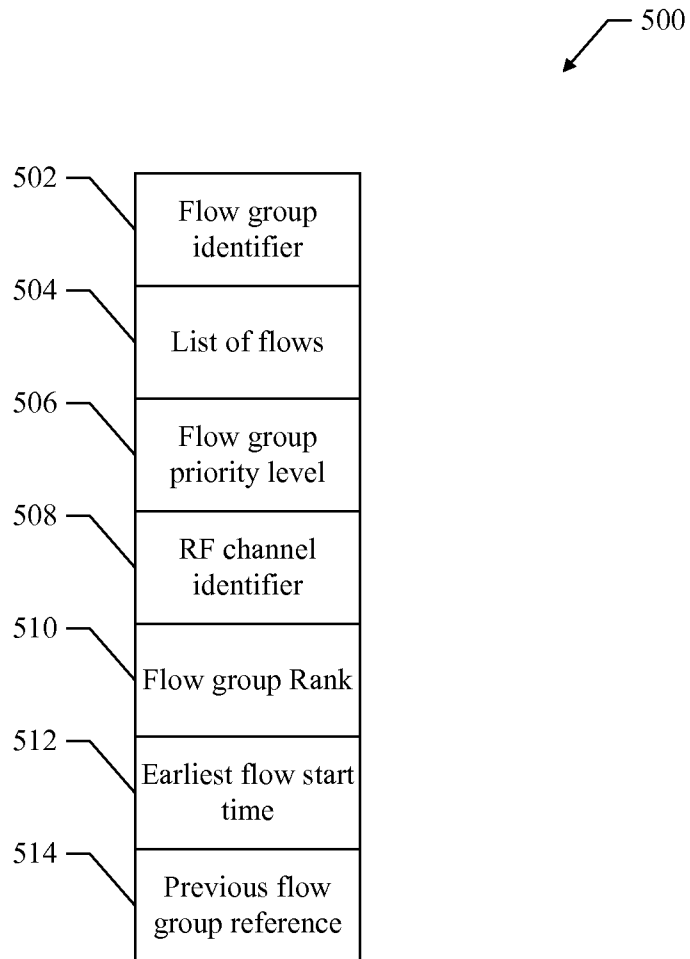 500
502
Flow group
identifier
504
List of flows
506
Flow group
priority level
508
RF channel
identifier
510
Flow group Rank
512
Earliest flow start
time
514
Previous flow
group reference